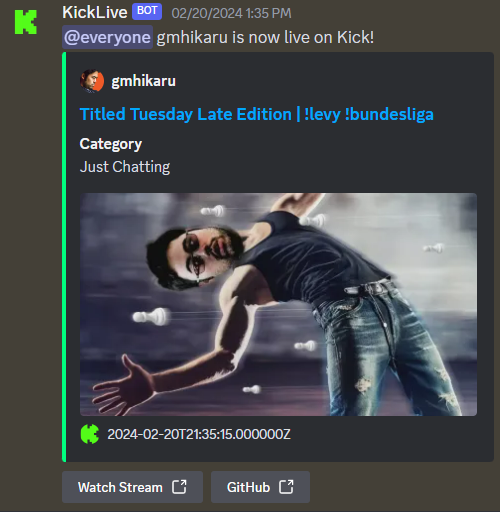 KickLive BOT 02/20/2024 1:35 PM
@everyone gmhikaru is now live on Kick!
gmhikaru
Titled Tuesday Late Edition | !levy !bundesliga
Category
Just Chatting
2024-02-20T21:35:15.000000Z
Watch Stream GitHub